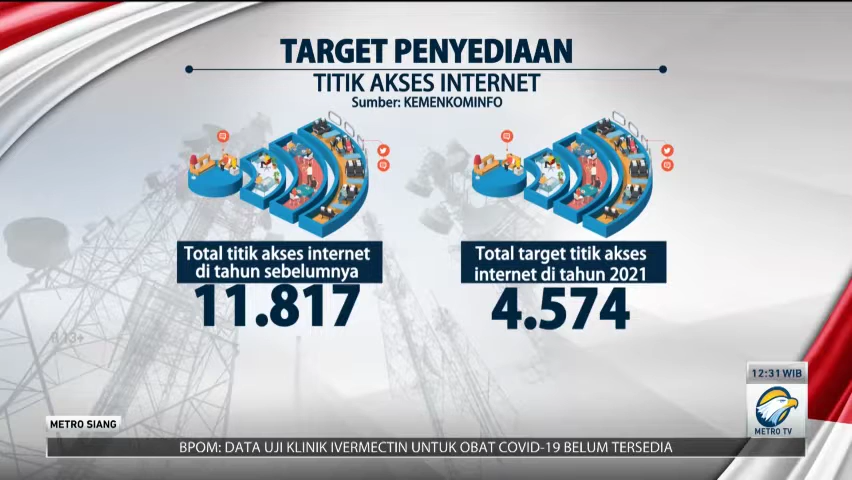 TARGET PENYEDIAAN
TITIK AKSES INTERNET
Sumber: KEMENKOMINFO
Total titik akses internet
di tahun sebelumnya
11.817
Total target titik akses
internet di tahun 2021
4.574
R 13+
12:31 WIB
METRO TV
METRO SIANG
BPOM: DATA UJI KLINIK IVERMECTIN UNTUK OBAT COVID-19 BELUM TERSEDIA